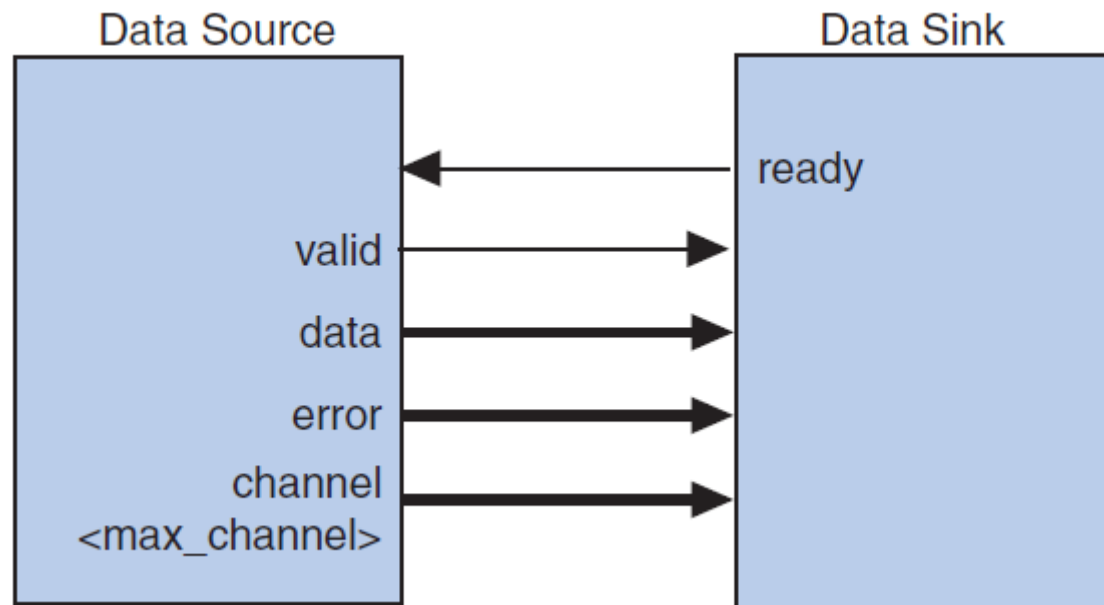 Data Source
Data Sink
ready
valid
data
error
channel
<max_channel>